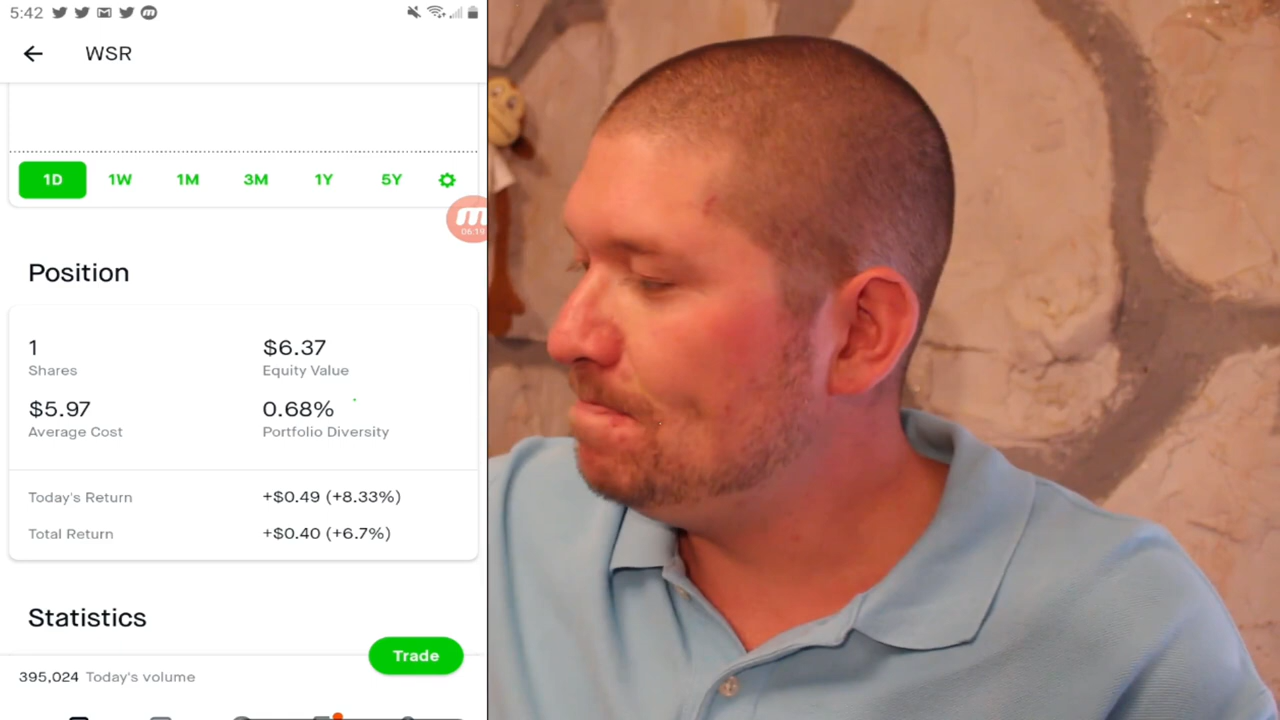 5:42
WSR
1D 1W 1M 3M 1Y 5Y
06:19
Position
1 $6.37
Shares Equity Value
$5.97 0.68%
Average Cost Portfolio Diversity
Today's Return +$0.49 (+8.33%)
Total Return +$0.40 (+6.7%)
Statistics
Trade
395,024 Today's volume